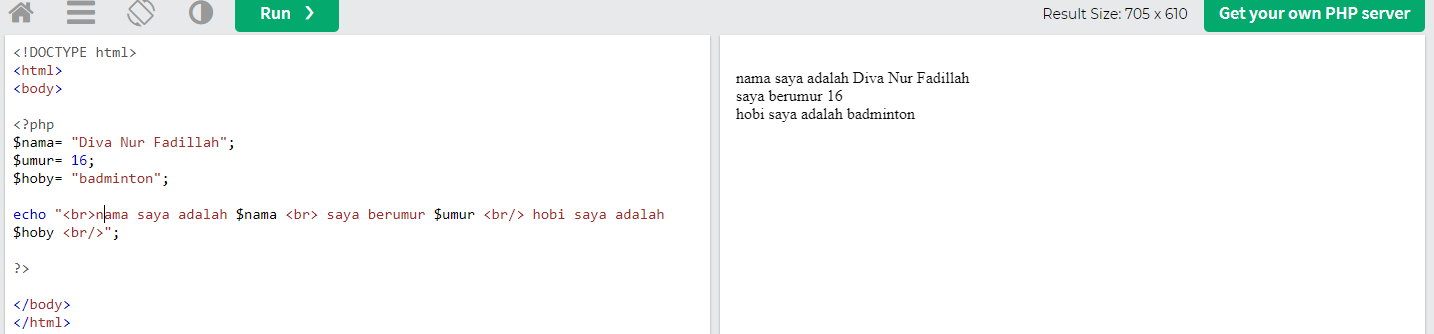 Run ❯
Result Size: 705 x 610
Get your own PHP server
<!DOCTYPE html>
<html>
<body>
<?php
$nama= "Diva Nur Fadillah";
$umur= 16;
$hoby= "badminton";
echo "<br>nama saya adalah $nama <br> saya berumur $umur <br/> hobi saya adalah
$hoby <br/>";
?>
</body>
</html>
nama saya adalah Diva Nur Fadillah
saya berumur 16
hobi saya adalah badminton